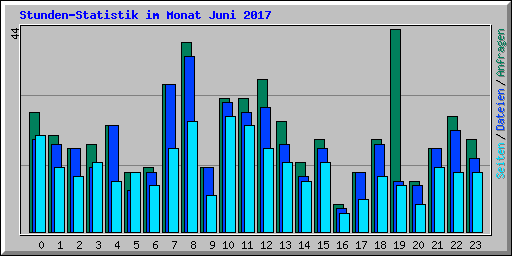 Stunden-Statistik im Monat Juni 2017
44
Seiten/Dateien/Anfragen
0 1 2 3 4 5 6 7 8 9 10 11 12 13 14 15 16 17 18 19 20 21 22 23